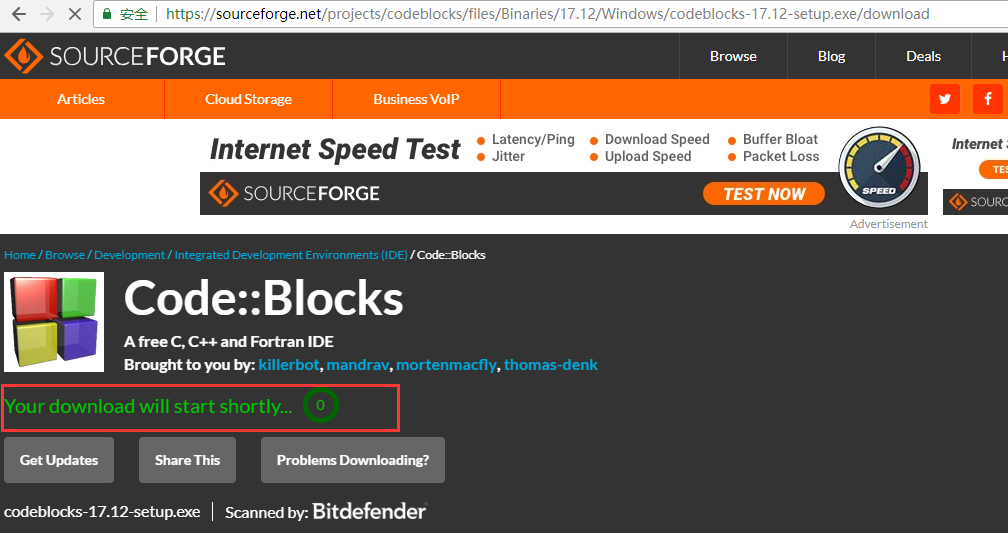 安全 https://sourceforge.net/projects/codeblocks/files/Binaries/17.12/Windows/codeblocks-17.12-setup.exe/download
SOURCEFORGE Browse Blog Deals H
Articles Cloud Storage Business VoIP
Internet Speed Test Latency/Ping Download Speed Buffer Bloat Internet S
Jitter Upload Speed Packet Loss
SPEED
SOURCEFORGE TEST NOW TES
SOURC
Advertisement
Home / Browse / Development / Integrated Development Environments (IDE) / Code::Blocks
Code::Blocks
A free C, C++ and Fortran IDE
Brought to you by: killerbot, mandrav, mortenmacfly, thomas-denk
Your download will start shortly... 0
Get Updates Share This Problems Downloading?
codeblocks-17.12-setup.exe Scanned by: Bitdefender